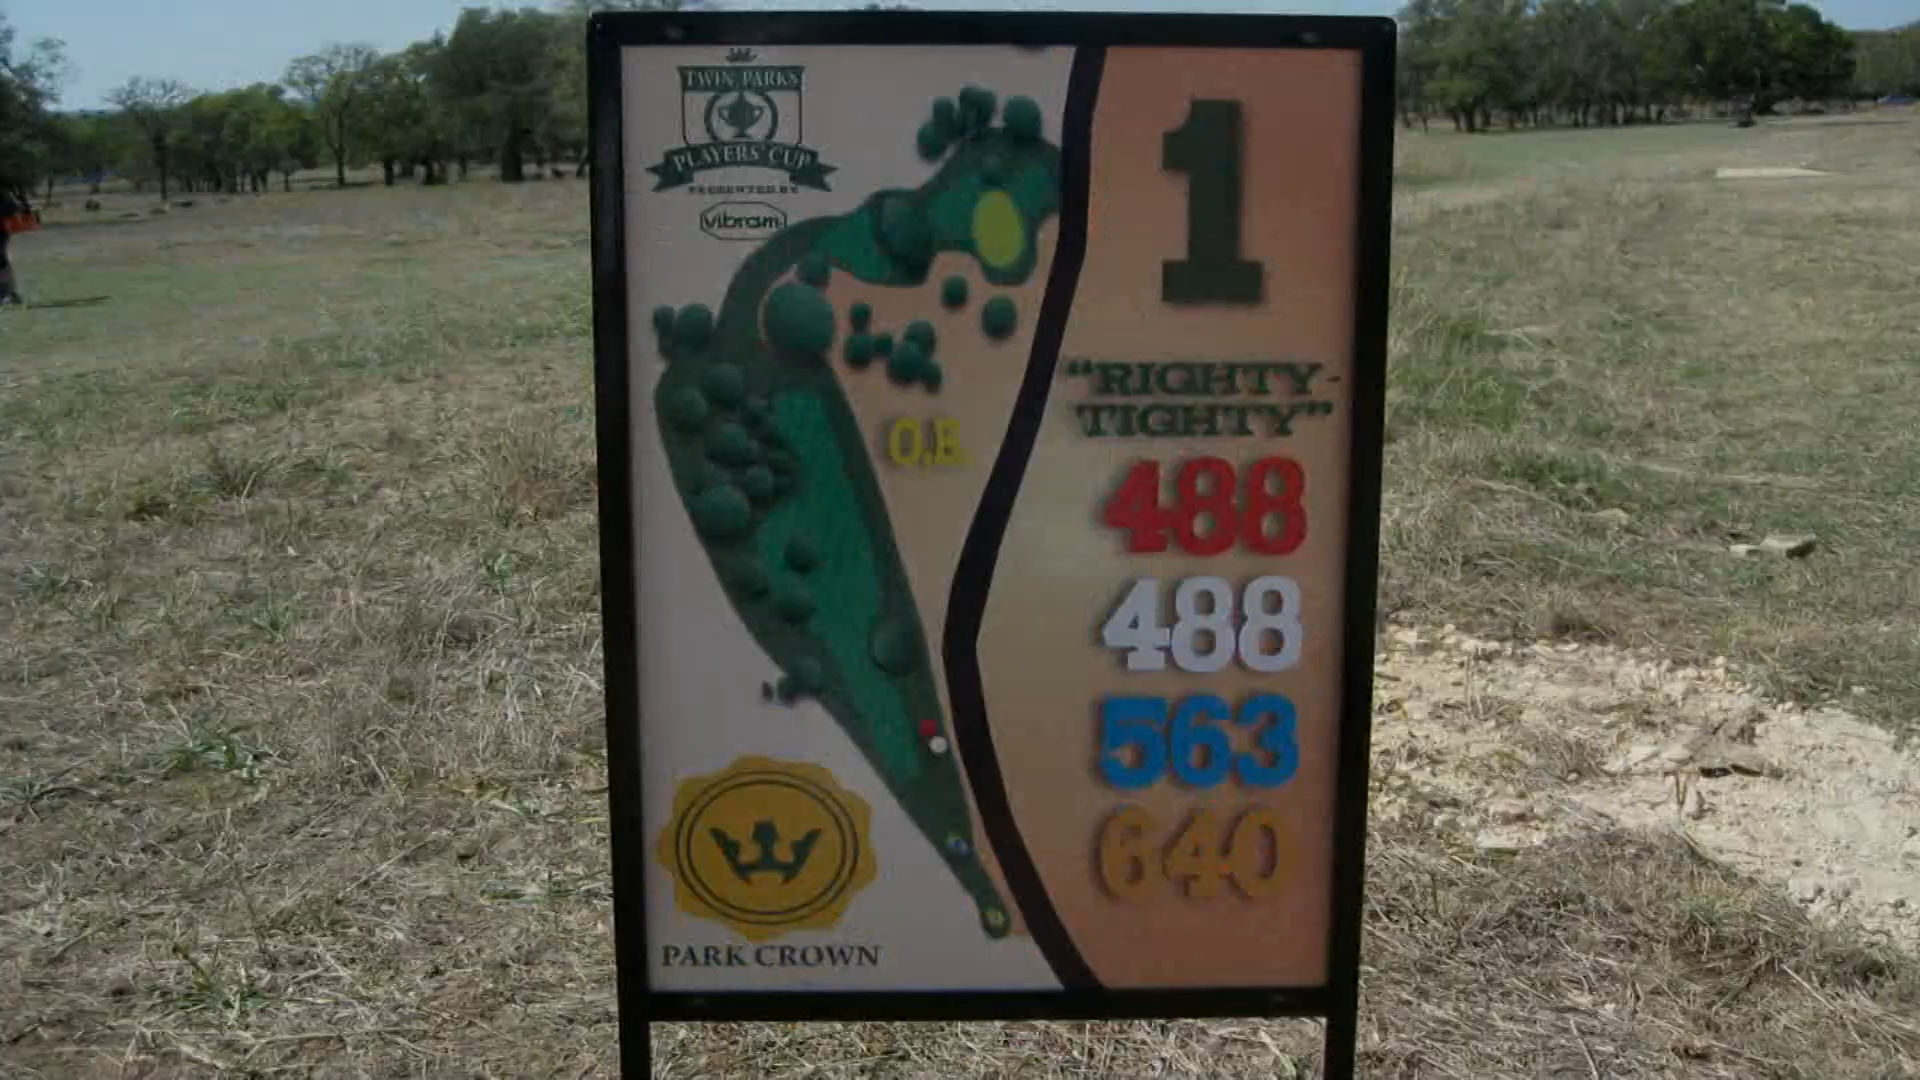 TWIN PARKS
PLAYERS' CUP
PRESENTED BY
vibram
1
"RIGHTY-
TIGHTY"
O.B.
488
488
563
640
PARK CROWN